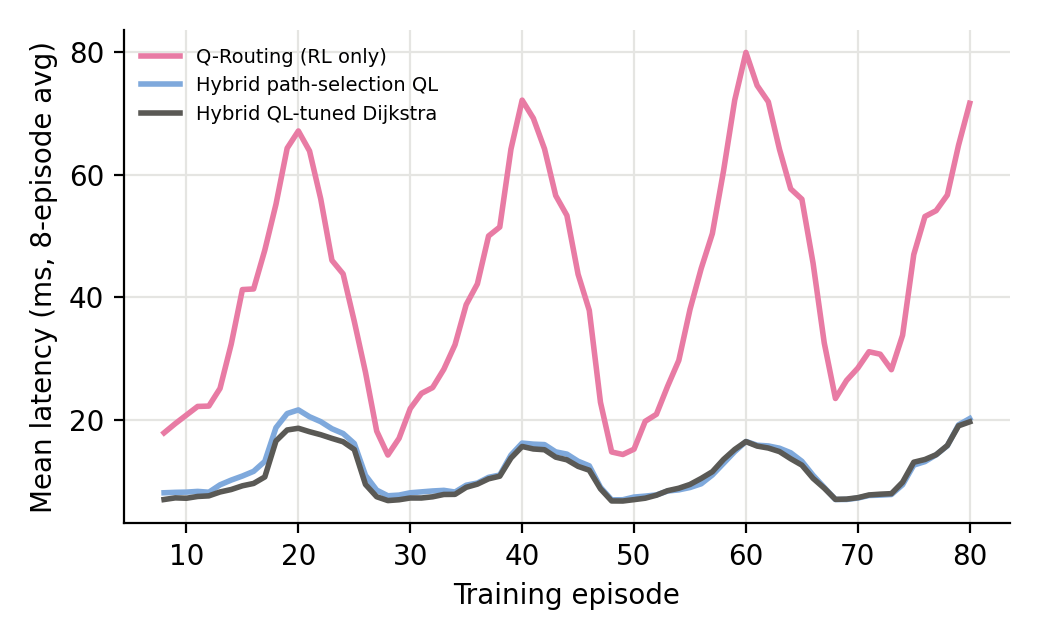 Mean latency (ms, 8-episode avg)
80
60
40
20
Q-Routing (RL only)
Hybrid path-selection QL
Hybrid QL-tuned Dijkstra
10 20 30 40 50 60 70 80
Training episode